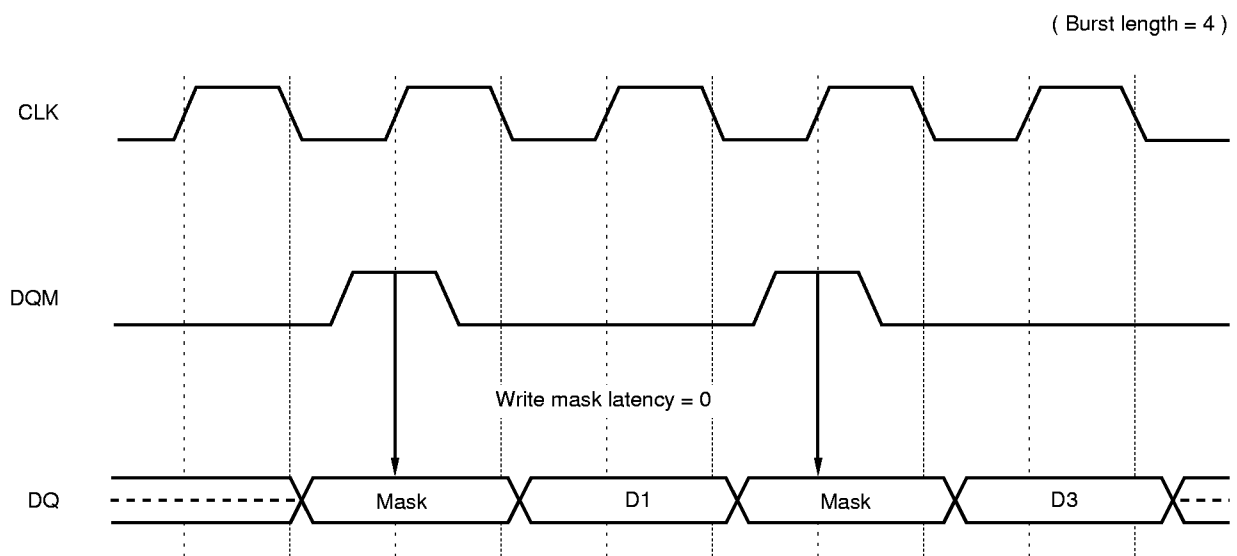 ( Burst length = 4 )
CLK
DQM
Write mask latency = 0
DQ Mask D1 Mask D3